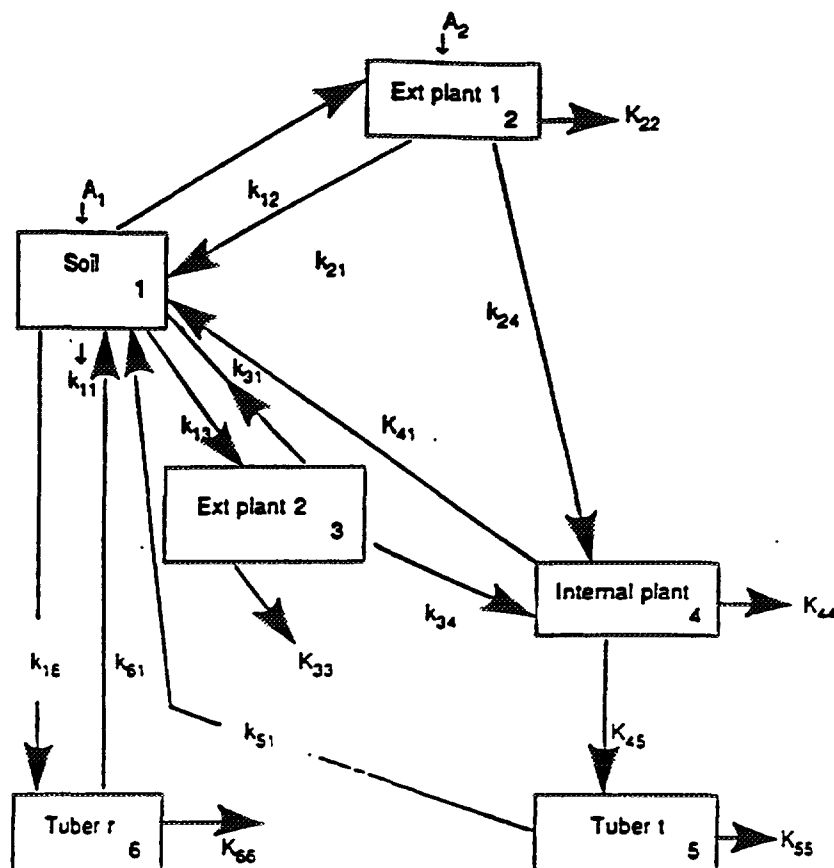 A₂
↓
Ext plant 1
2
K₂₂
A₁
↓
k₁₂
Soil
1
k₂₁
k₂₄
↓
k₁₁
k₃₁
k₁₃
K₄₁
Ext plant 2
3
Internal plant
4
K₄₄
k₃₄
K₃₃
k₁₆
k₆₁
k₅₁
K₄₅
Tuber r
6
K₆₆
Tuber t
5
K₅₅